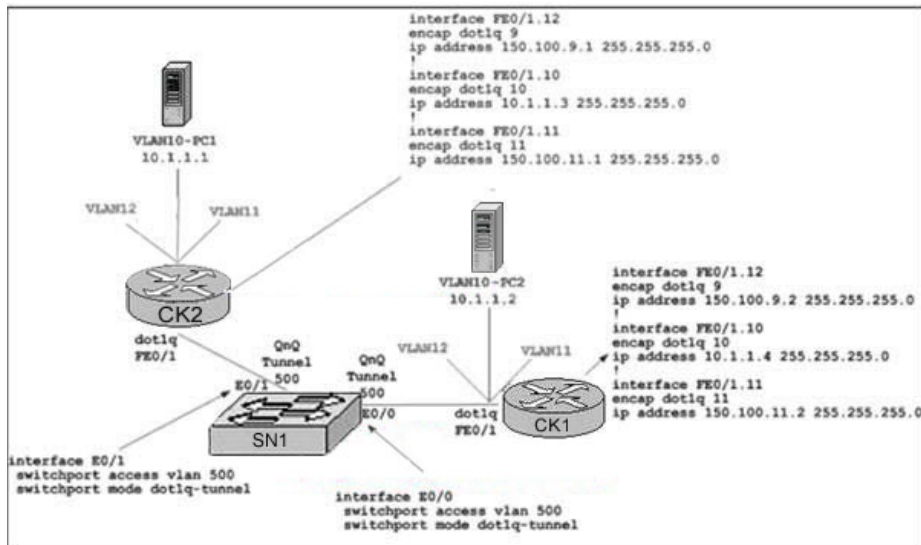 interface FE0/1.12
encap dot1q 9
ip address 150.100.9.1 255.255.255.0
!
interface FE0/1.10
encap dot1q 10
ip address 10.1.1.3 255.255.255.0
!
interface FE0/1.11
encap dot1q 11
ip address 150.100.11.1 255.255.255.0
VLAN10-PC1
10.1.1.1
VLAN12
VLAN11
CK2
dot1q
FE0/1
QnQ
Tunnel
500
E0/1
QnQ
Tunnel
500
E0/0
SN1
VLAN10-PC2
10.1.1.2
VLAN12
VLAN11
dot1q
FE0/1
CK1
interface FE0/1.12
encap dot1q 9
ip address 150.100.9.2 255.255.255.0
!
interface FE0/1.10
encap dot1q 10
ip address 10.1.1.4 255.255.255.0
!
interface FE0/1.11
encap dot1q 11
ip address 150.100.11.2 255.255.255.0
interface E0/1
switchport access vlan 500
switchport mode dot1q-tunnel
interface E0/0
switchport access vlan 500
switchport mode dot1q-tunnel